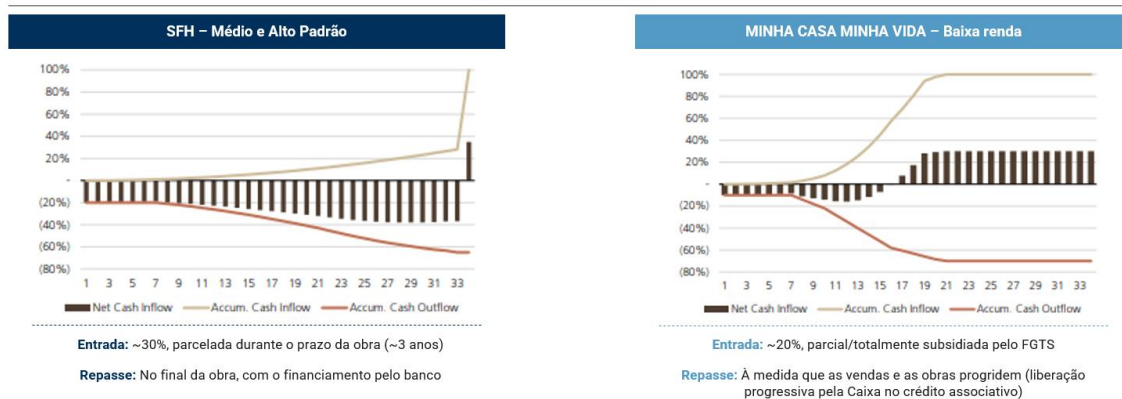 SFH – Médio e Alto Padrão
100%
80%
60%
40%
20%
-
(20%)
(40%)
(60%)
(80%)
1 3 5 7 9 11 13 15 17 19 21 23 25 27 29 31 33
Net Cash Inflow Accum. Cash Inflow Accum. Cash Outflow
Entrada: ~30%, parcelada durante o prazo da obra (~3 anos)
Repasse: No final da obra, com o financiamento pelo banco
MINHA CASA MINHA VIDA – Baixa renda
100%
80%
60%
40%
20%
-
(20%)
(40%)
(60%)
(80%)
1 3 5 7 9 11 13 15 17 19 21 23 25 27 29 31 33
Net Cash Inflow Accum. Cash Inflow Accum. Cash Outflow
Entrada: ~20%, parcial/totalmente subsidiada pelo FGTS
Repasse: À medida que as vendas e as obras progridem (liberação
progressiva pela Caixa no crédito associativo)